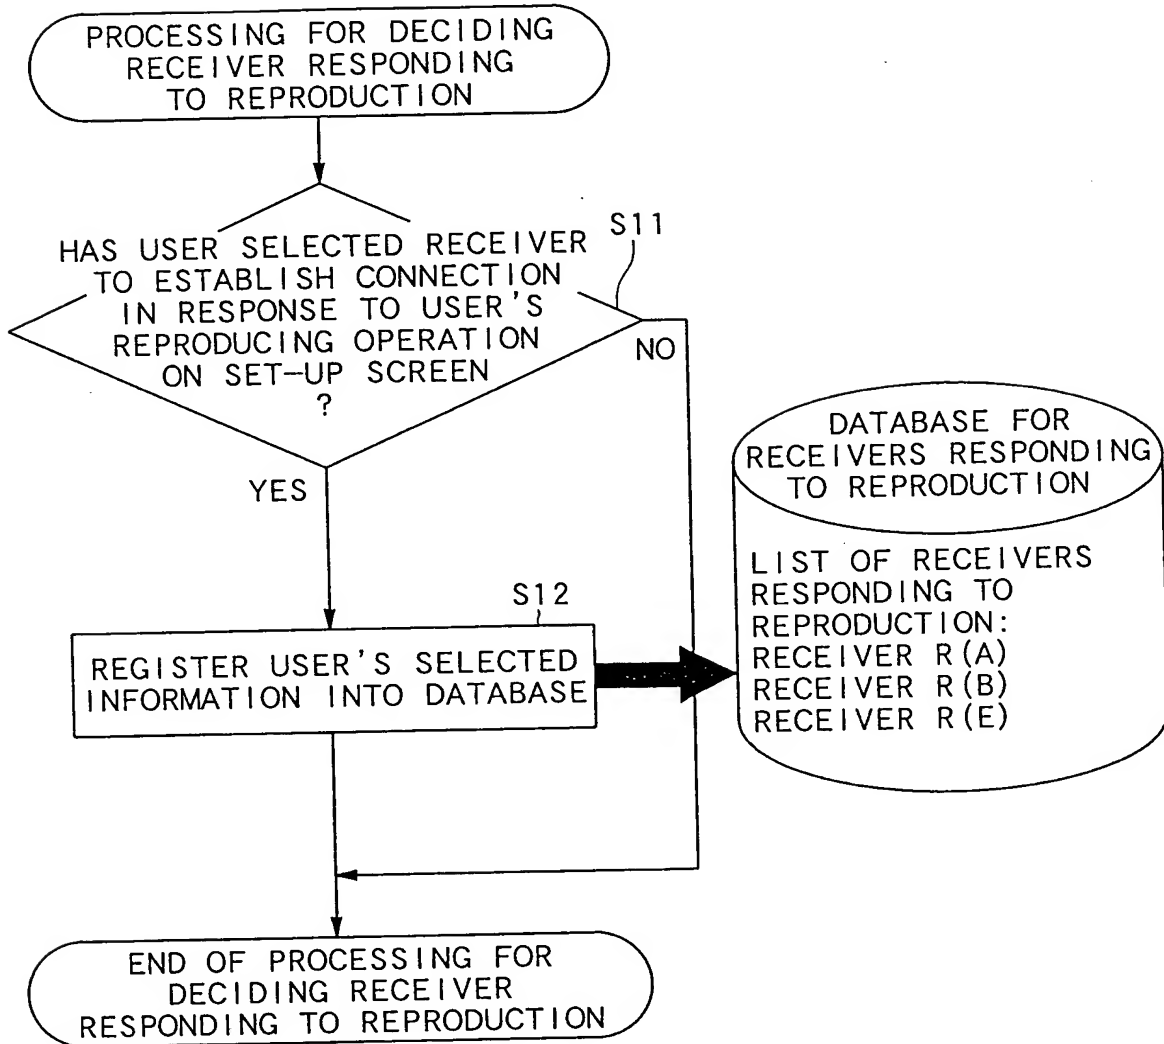 PROCESSING FOR DECIDING
RECEIVER RESPONDING
TO REPRODUCTION
S11
HAS USER SELECTED RECEIVER
TO ESTABLISH CONNECTION
IN RESPONSE TO USER'S
REPRODUCING OPERATION
ON SET-UP SCREEN
?
NO
YES
S12
REGISTER USER'S SELECTED
INFORMATION INTO DATABASE
DATABASE FOR
RECEIVERS RESPONDING
TO REPRODUCTION
LIST OF RECEIVERS
RESPONDING TO
REPRODUCTION:
RECEIVER R(A)
RECEIVER R(B)
RECEIVER R(E)
END OF PROCESSING FOR
DECIDING RECEIVER
RESPONDING TO REPRODUCTION